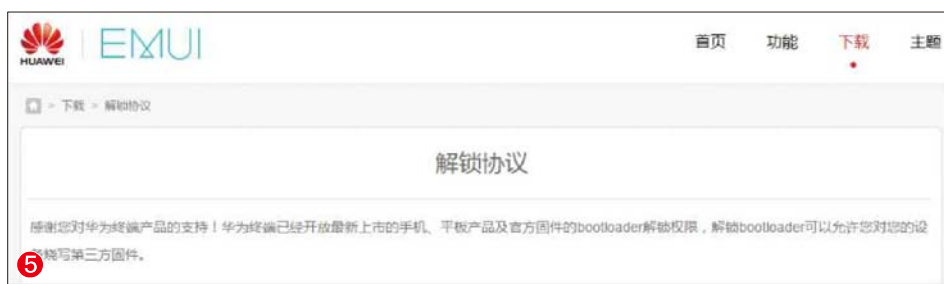 HUAWEI
EMUI
首页 功能 下载 主题
> 下载 > 解锁协议
解锁协议
感谢您对华为终端产品的支持！华为终端已经开放最新上市的手机、平板产品及官方固件的bootloader解锁权限，解锁bootloader可以允许您对您的设
烧写第三方固件。
5